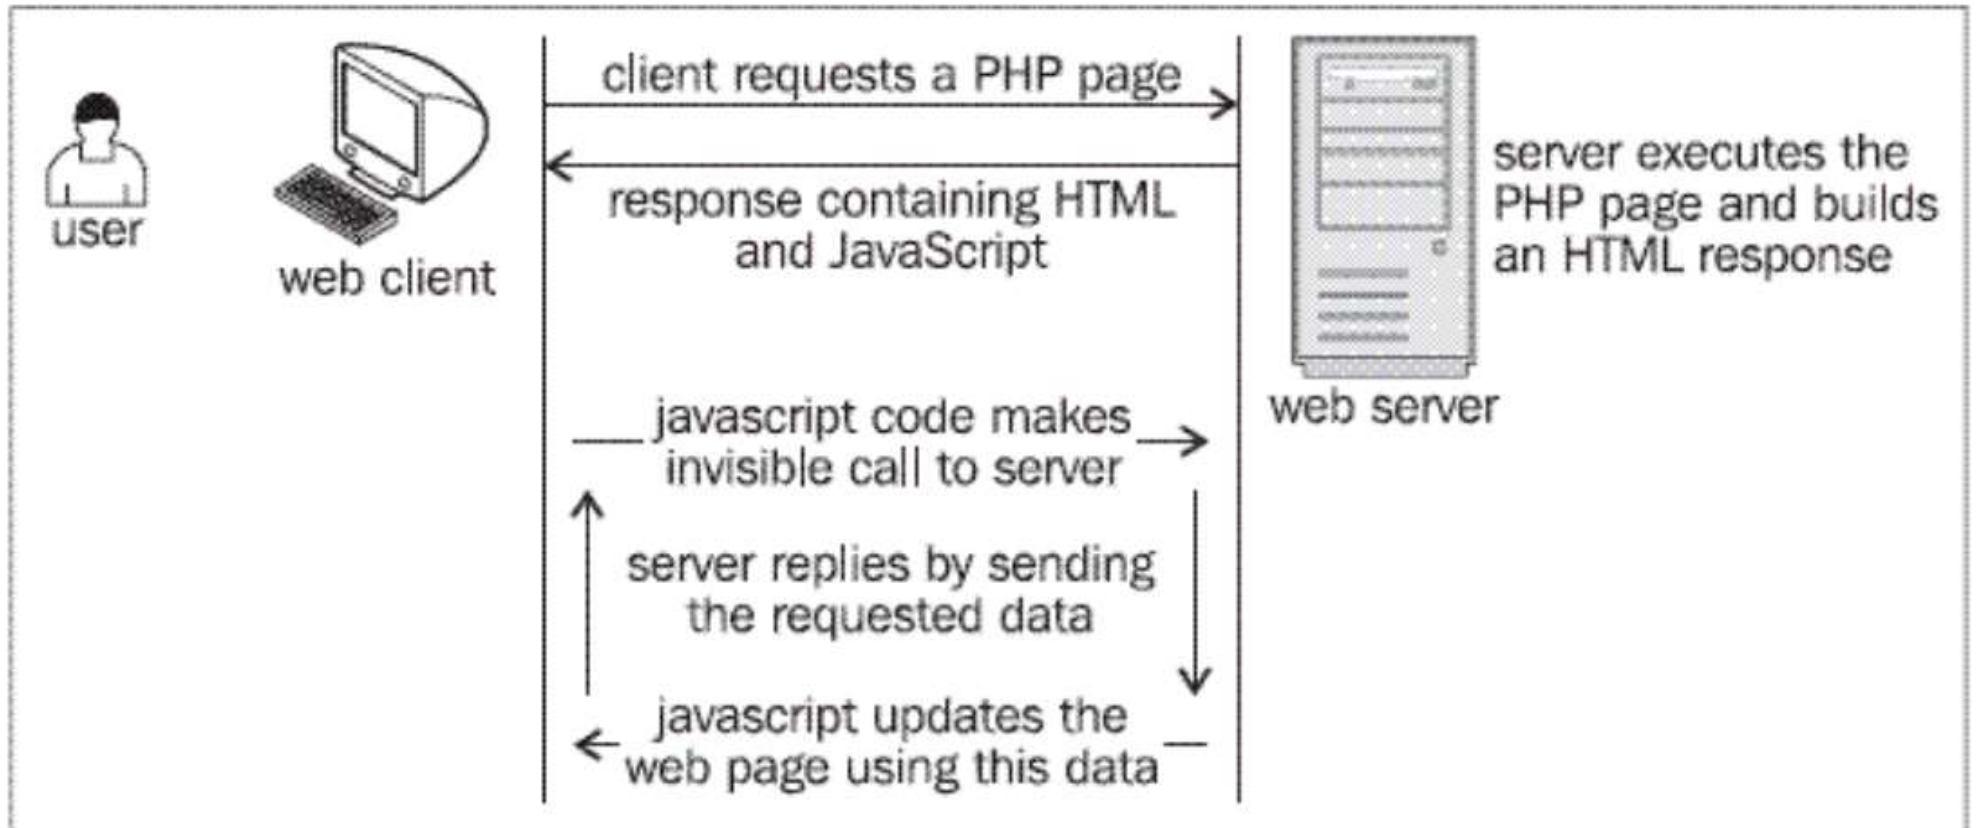 client requests a PHP page
response containing HTML
and JavaScript
user
web client
server executes the
PHP page and builds
an HTML response
web server
javascript code makes
invisible call to server
server replies by sending
the requested data
javascript updates the
web page using this data